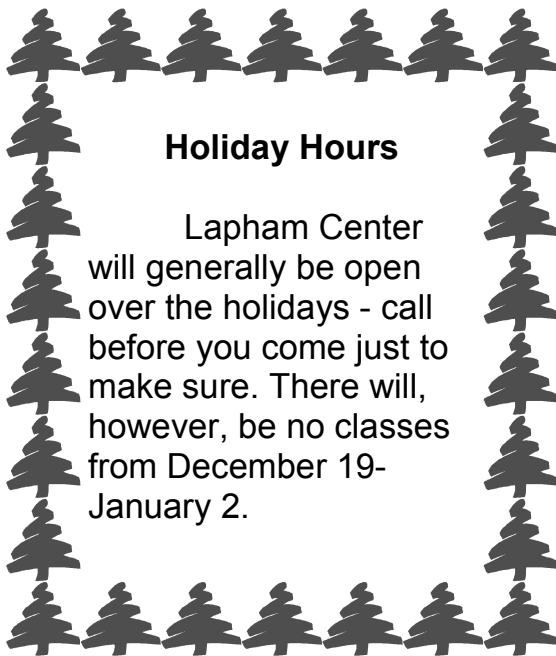 Holiday Hours
Lapham Center
will generally be open
over the holidays - call
before you come just to
make sure. There will,
however, be no classes
from December 19-
January 2.